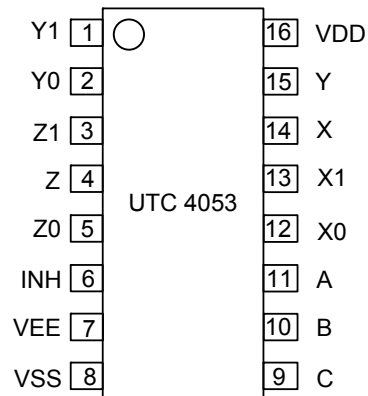 Y1 1 16 VDD
Y0 2 15 Y
Z1 3 14 X
Z 4 13 X1
UTC 4053
Z0 5 12 X0
INH 6 11 A
VEE 7 10 B
VSS 8 9 C